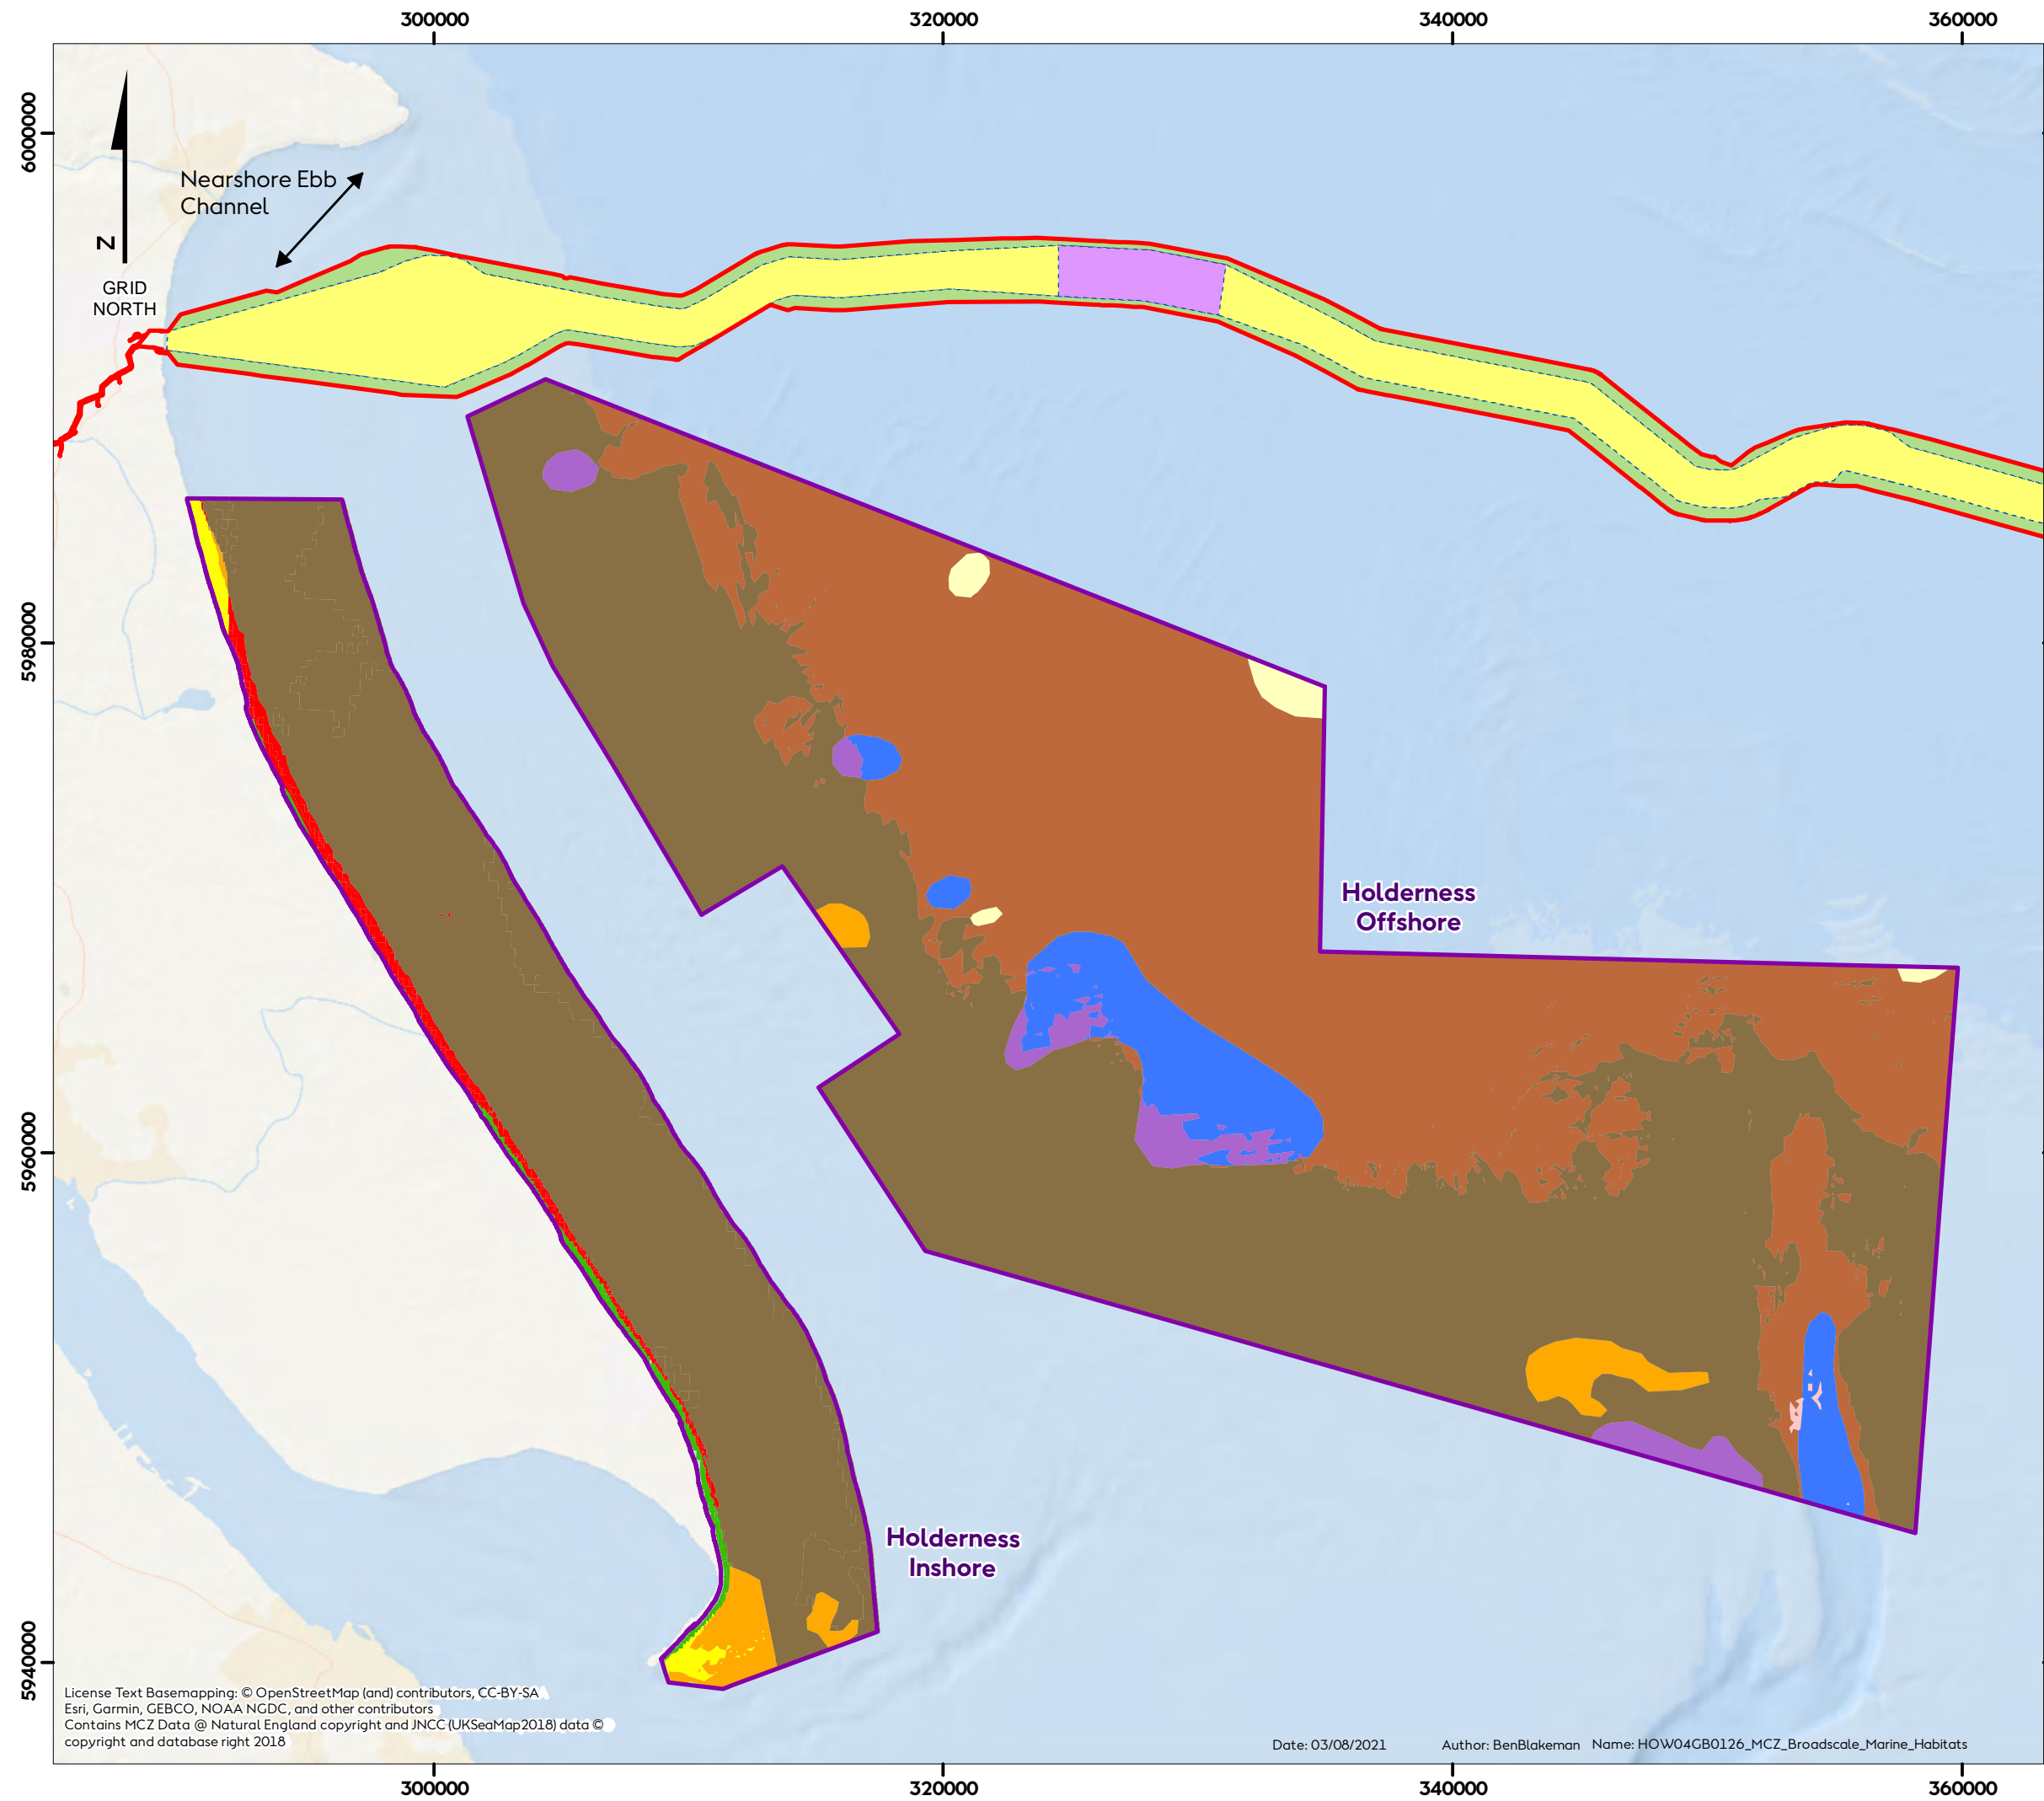 300000 320000 340000 360000
6000000
Nearshore Ebb
Channel
N
GRID
NORTH
5980000
Holderness
Offshore
5960000
Holderness
Inshore
5940000
License Text Basemapping: © OpenStreetMap (and) contributors, CC-BY-SA
Esri, Garmin, GEBCO, NOAA NGDC, and other contributors
Contains MCZ Data @ Natural England copyright and JNCC (UKSeaMap2018) data ©
copyright and database right 2018
Date: 03/08/2021 Author: BenBlakeman Name: HOW04GB0126_MCZ_Broadscale_Marine_Habitats
300000 320000 340000 360000